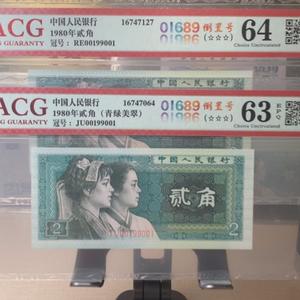 ACG
G GUARANTY
中国人民银行 16747127
1980年贰角
冠号：RE00199001
01689 倒置号
01986 (☆☆☆)
64
Choice Uncirculated
ACG
G GUARANTY
中国人民银行 16747064
1980年贰角（青绿美翠）
冠号：JU00199001
01689 倒置号
01986 (☆☆☆)
63 EPQ
Choice Uncirculated
中国人民银行
贰角
JU00199001
2
2